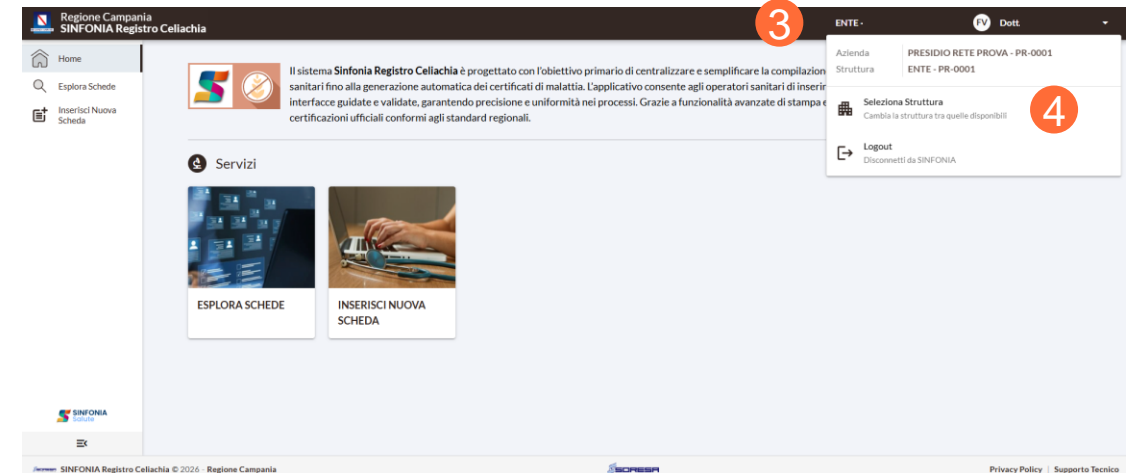 Regione Campania
SINFONIA Registro Celiachia
3
ENTE -
FV
Dott
Home
Esplora Schede
Inserisci Nuova
Scheda
Il sistema Sinfonia Registro Celiachia è progettato con l'obiettivo primario di centralizzare e semplificare la compilazion
sanitari fino alla generazione automatica dei certificati di malattia. L'applicativo consente agli operatori sanitari di inserir
interfacce guidate e validate, garantendo precisione e uniformità nei processi. Grazie a funzionalità avanzate di stampa e
certificazioni ufficiali conformi agli standard regionali.
Azienda PRESIDIO RETE PROVA - PR-0001
Struttura ENTE - PR-0001
Seleziona Struttura
Cambia la struttura tra quelle disponibili
4
Logout
Disconnetti da SINFONIA
Servizi
ESPLORA SCHEDE
INSERISCI NUOVA
SCHEDA
SINFONIA
Salute
SINFONIA Registro Celiachia © 2026 - Regione Campania
SORESA
Privacy Policy | Supporto Tecnico